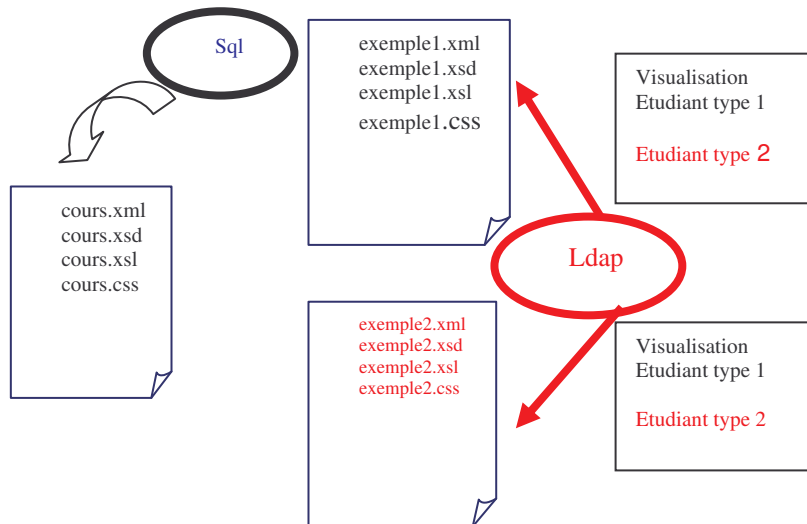 Sql
exemple1.xml
exemple1.xsd
exemple1.xsl
exemple1.css
Visualisation
Etudiant type 1
Etudiant type 2
cours.xml
cours.xsd
cours.xsl
cours.css
Ldap
exemple2.xml
exemple2.xsd
exemple2.xsl
exemple2.css
Visualisation
Etudiant type 1
Etudiant type 2